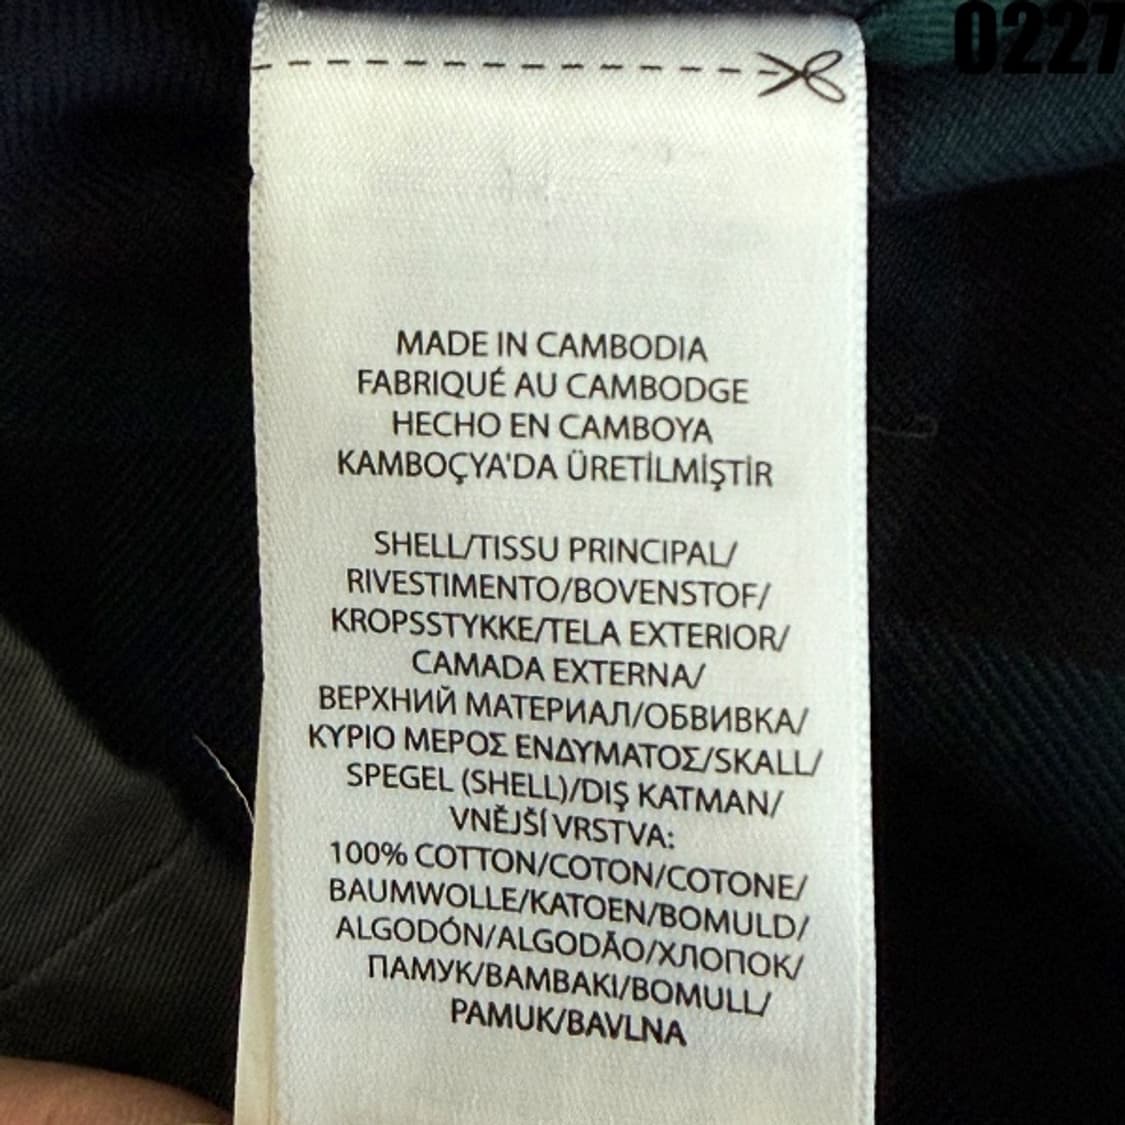 0227
MADE IN CAMBODIA
FABRIQUÉ AU CAMBODGE
HECHO EN CAMBOYA
KAMBOÇYA'DA ÜRETİLMİŞTİR
SHELL/TISSU PRINCIPAL/
RIVESTIMENTO/BOVENSTOF/
KROPSSTYKKE/TELA EXTERIOR/
CAMADA EXTERNA/
ВЕРХНИЙ МАТЕРИАЛ/ОБВИВКА/
ΚΥΡΙΟ ΜΕΡΟΣ ΕΝΔΥΜΑΤΟΣ/SKALL/
SPEGEL (SHELL)/DIŞ KATMAN/
VNĚJŠÍ VRSTVA:
100% COTTON/COTON/COTONE/
BAUMWOLLE/KATOEN/BOMULD/
ALGODÓN/ALGODÃO/ХЛОПОК/
ПАМУК/ΒΑΜΒΑΚΙ/BOMULL/
PAMUK/BAVLNA